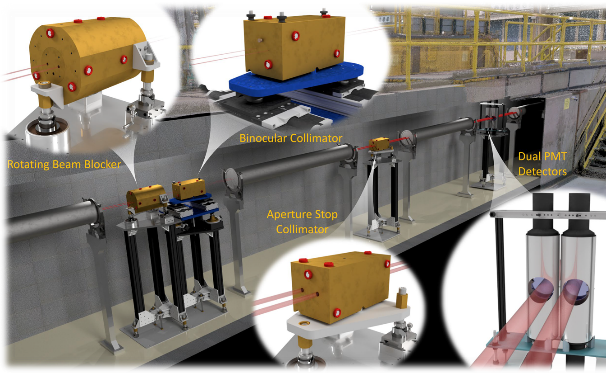 Rotating Beam Blocker
Binocular Collimator
Aperture Stop
Collimator
Dual PMT
Detectors